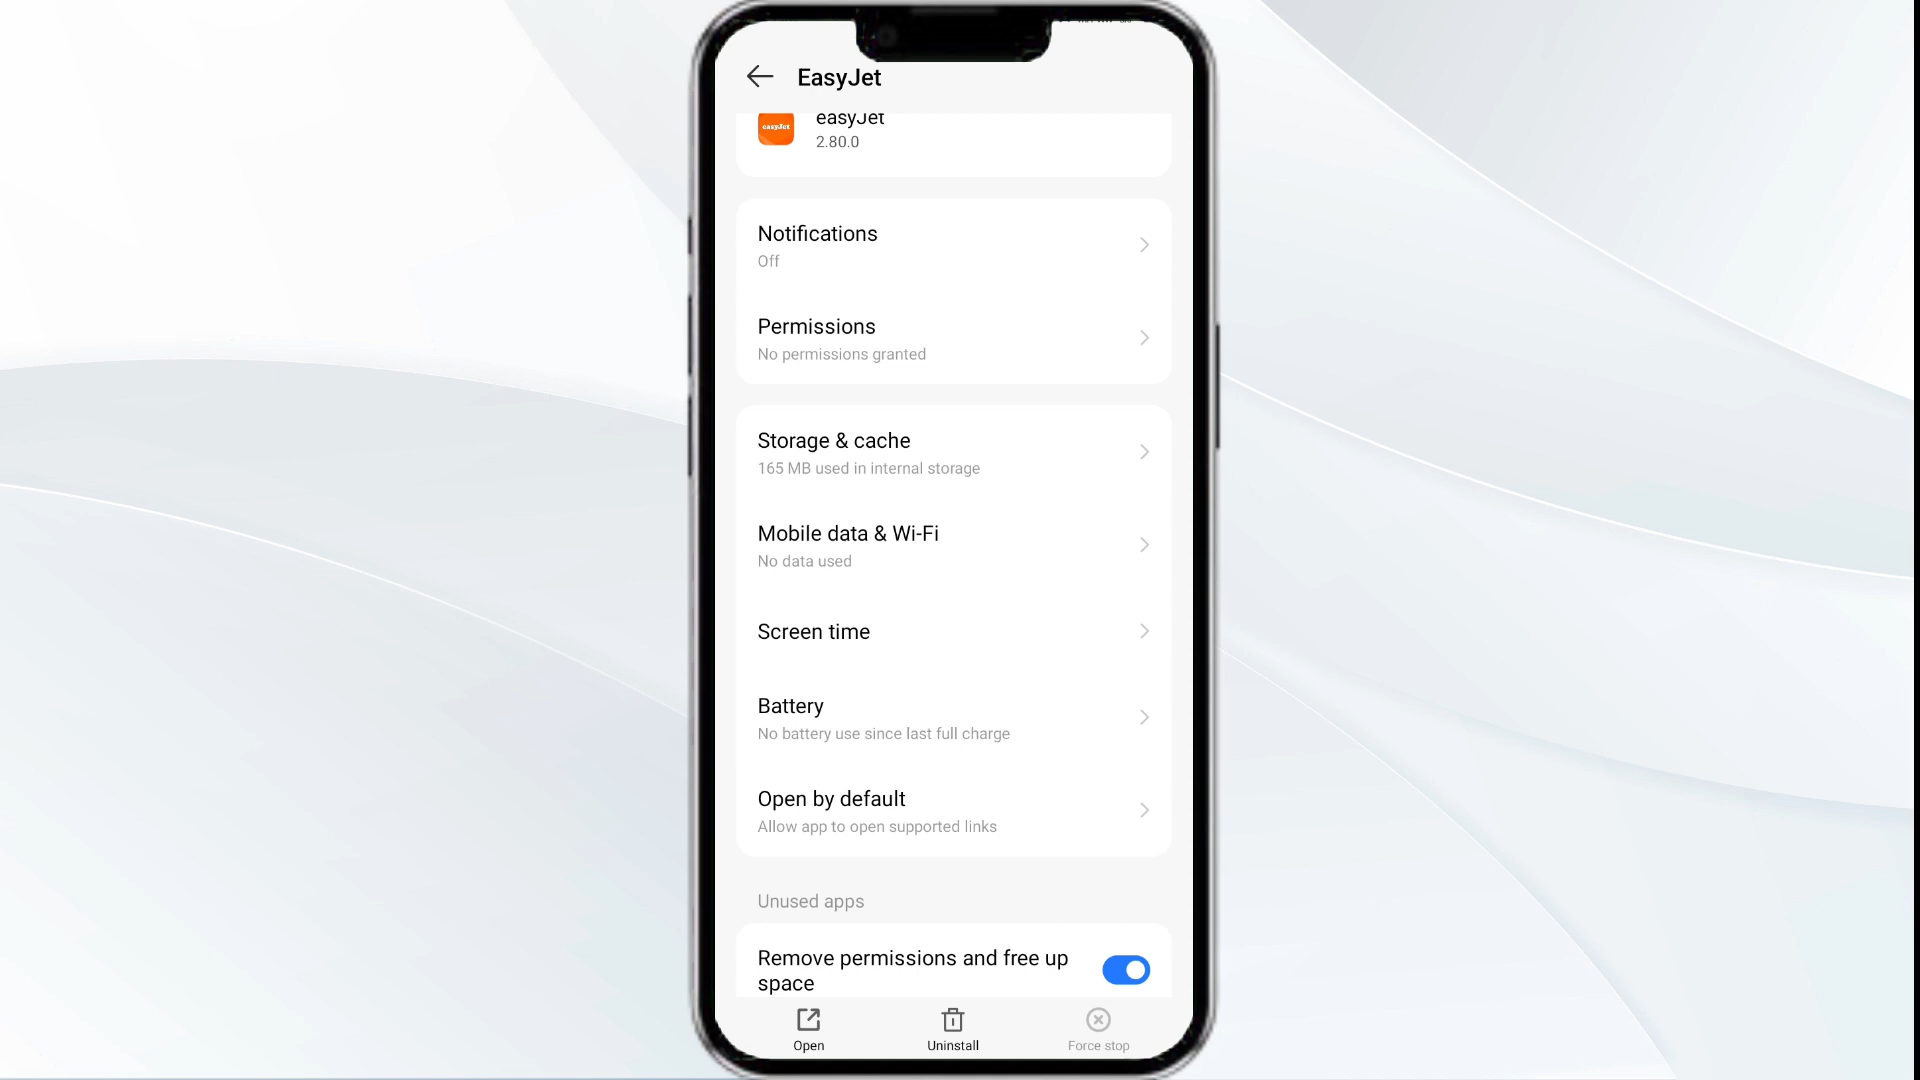 EasyJet
easyJet
easyJet
2.80.0
Notifications
Off
Permissions
No permissions granted
Storage & cache
165 MB used in internal storage
Mobile data & Wi-Fi
No data used
Screen time
Battery
No battery use since last full charge
Open by default
Allow app to open supported links
Unused apps
Remove permissions and free up
space
Open
Uninstall
Force stop